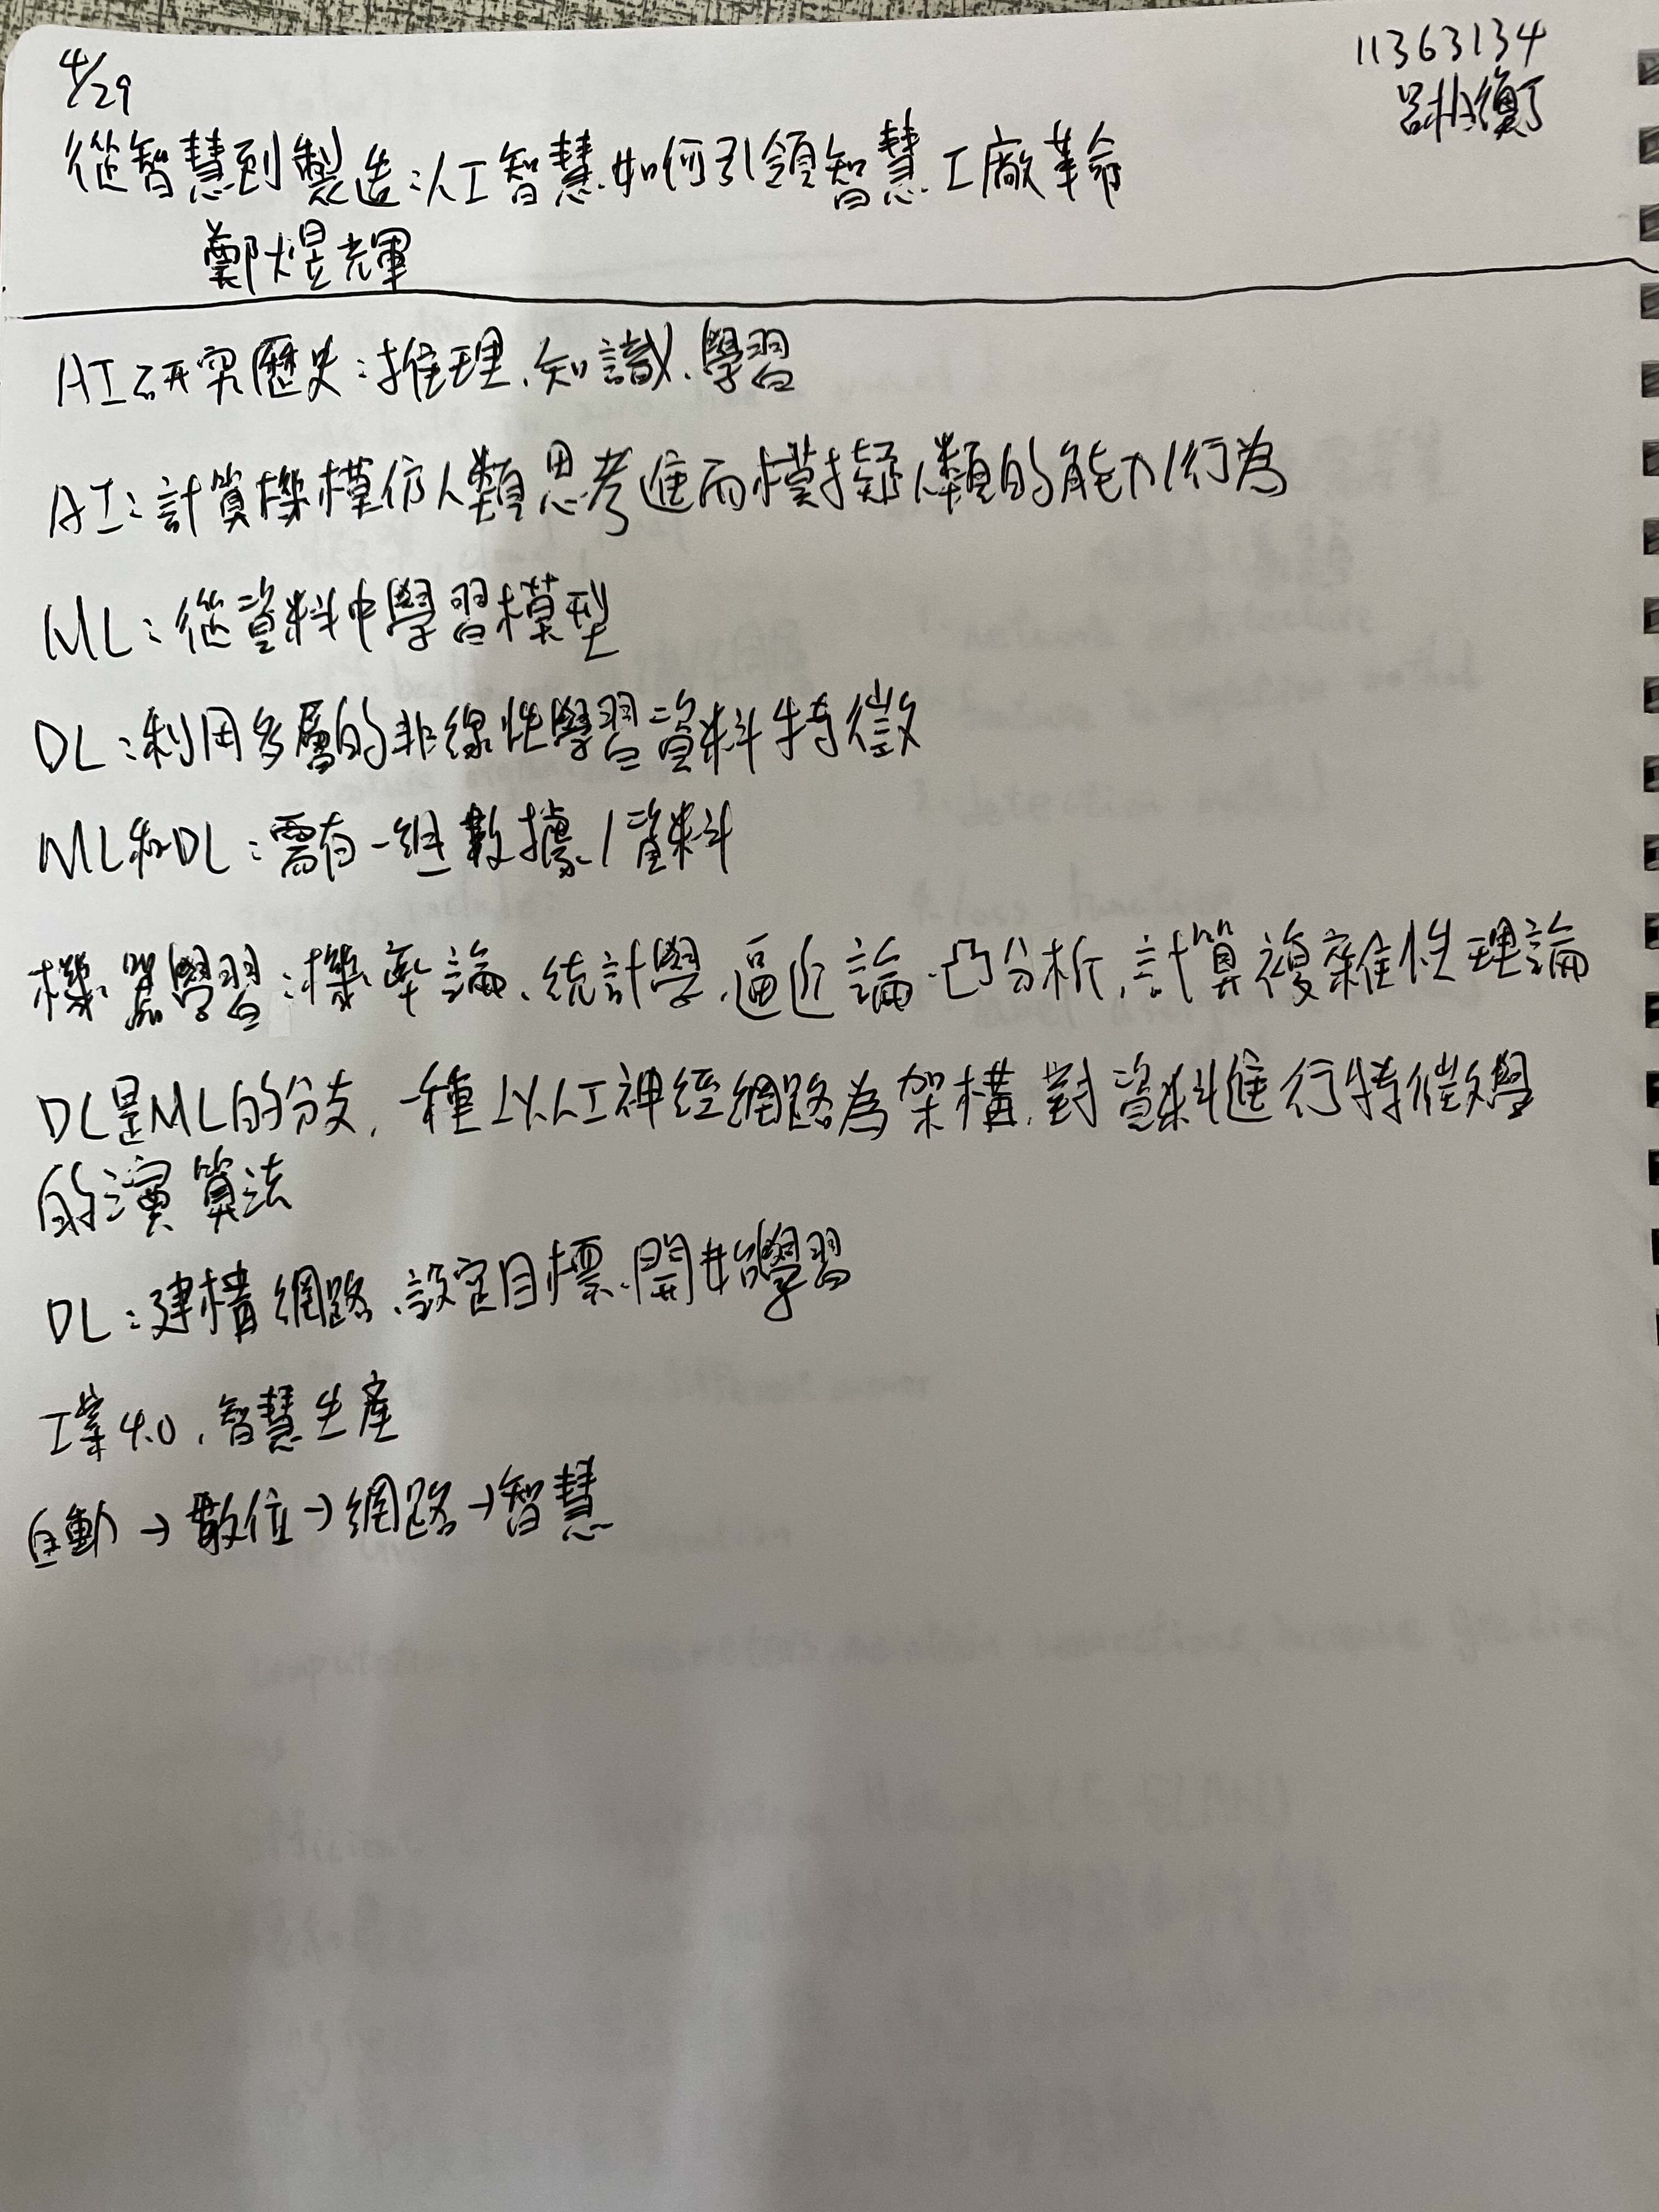 4/29
11363134
呂 衡
從智慧到製造:人工智慧如何引領智慧工廠革命
鄭煜輝
AI研究歷史:推理、知識、學習
AI:計算機模仿人類思考進而模擬人類的能力/行為
ML:從資料中學習模型
DL:利用多層的非線性學習資料特徵
ML和DL:需有一組數據/資料
機器學習:機率論、統計學、逼近論、凸分析、計算複雜性理論
DL是ML的分支,一種以人工神經網路為架構,對資料進行特徵學
的演算法
DL:建構網路、設定目標、開始學習
工業4.0、智慧生產
自動→數位→網路→智慧